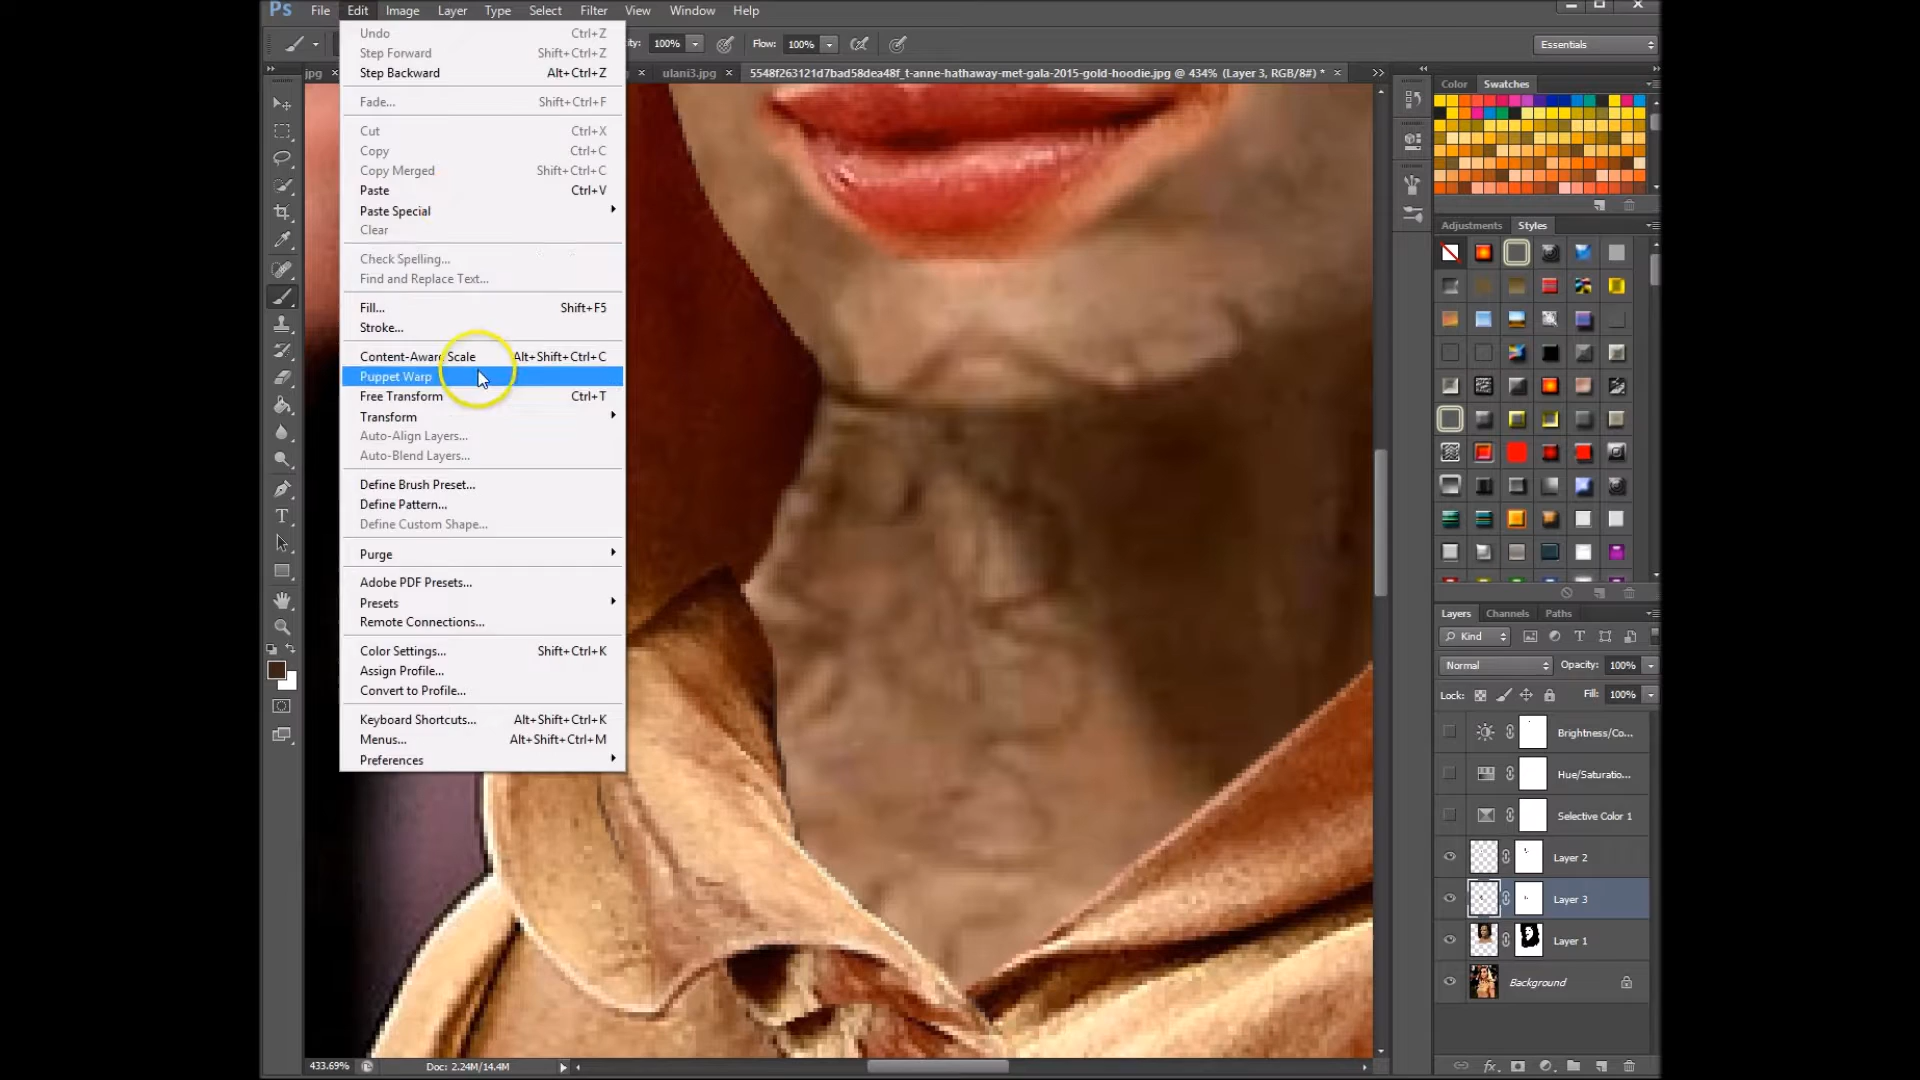 Ps File Edit Image Layer Type Select Filter View Window Help
100% Flow: 100% Essentials
jpg × × ulani3.jpg × 5548f263121d7bad58dea48f_t-anne-hathaway-met-gala-2015-gold-hoodie.jpg @ 434% (Layer 3, RGB/8#) * ×
Undo Ctrl+Z
Step Forward Shift+Ctrl+Z
Step Backward Alt+Ctrl+Z
Fade... Shift+Ctrl+F
Cut Ctrl+X
Copy Ctrl+C
Copy Merged Shift+Ctrl+C
Paste Ctrl+V
Paste Special
Clear
Check Spelling...
Find and Replace Text...
Fill... Shift+F5
Stroke...
Content-Aware Scale Alt+Shift+Ctrl+C
Puppet Warp
Free Transform Ctrl+T
Transform
Auto-Align Layers...
Auto-Blend Layers...
Define Brush Preset...
Define Pattern...
Define Custom Shape...
Purge
Adobe PDF Presets...
Presets
Remote Connections...
Color Settings... Shift+Ctrl+K
Assign Profile...
Convert to Profile...
Keyboard Shortcuts... Alt+Shift+Ctrl+K
Menus... Alt+Shift+Ctrl+M
Preferences
Color Swatches
Adjustments Styles
Layers Channels Paths
Kind
Normal Opacity: 100%
Lock: Fill: 100%
Brightness/Co...
Hue/Saturatio...
Selective Color 1
Layer 2
Layer 3
Layer 1
Background
433.69% Doc: 2.24M/14.4M